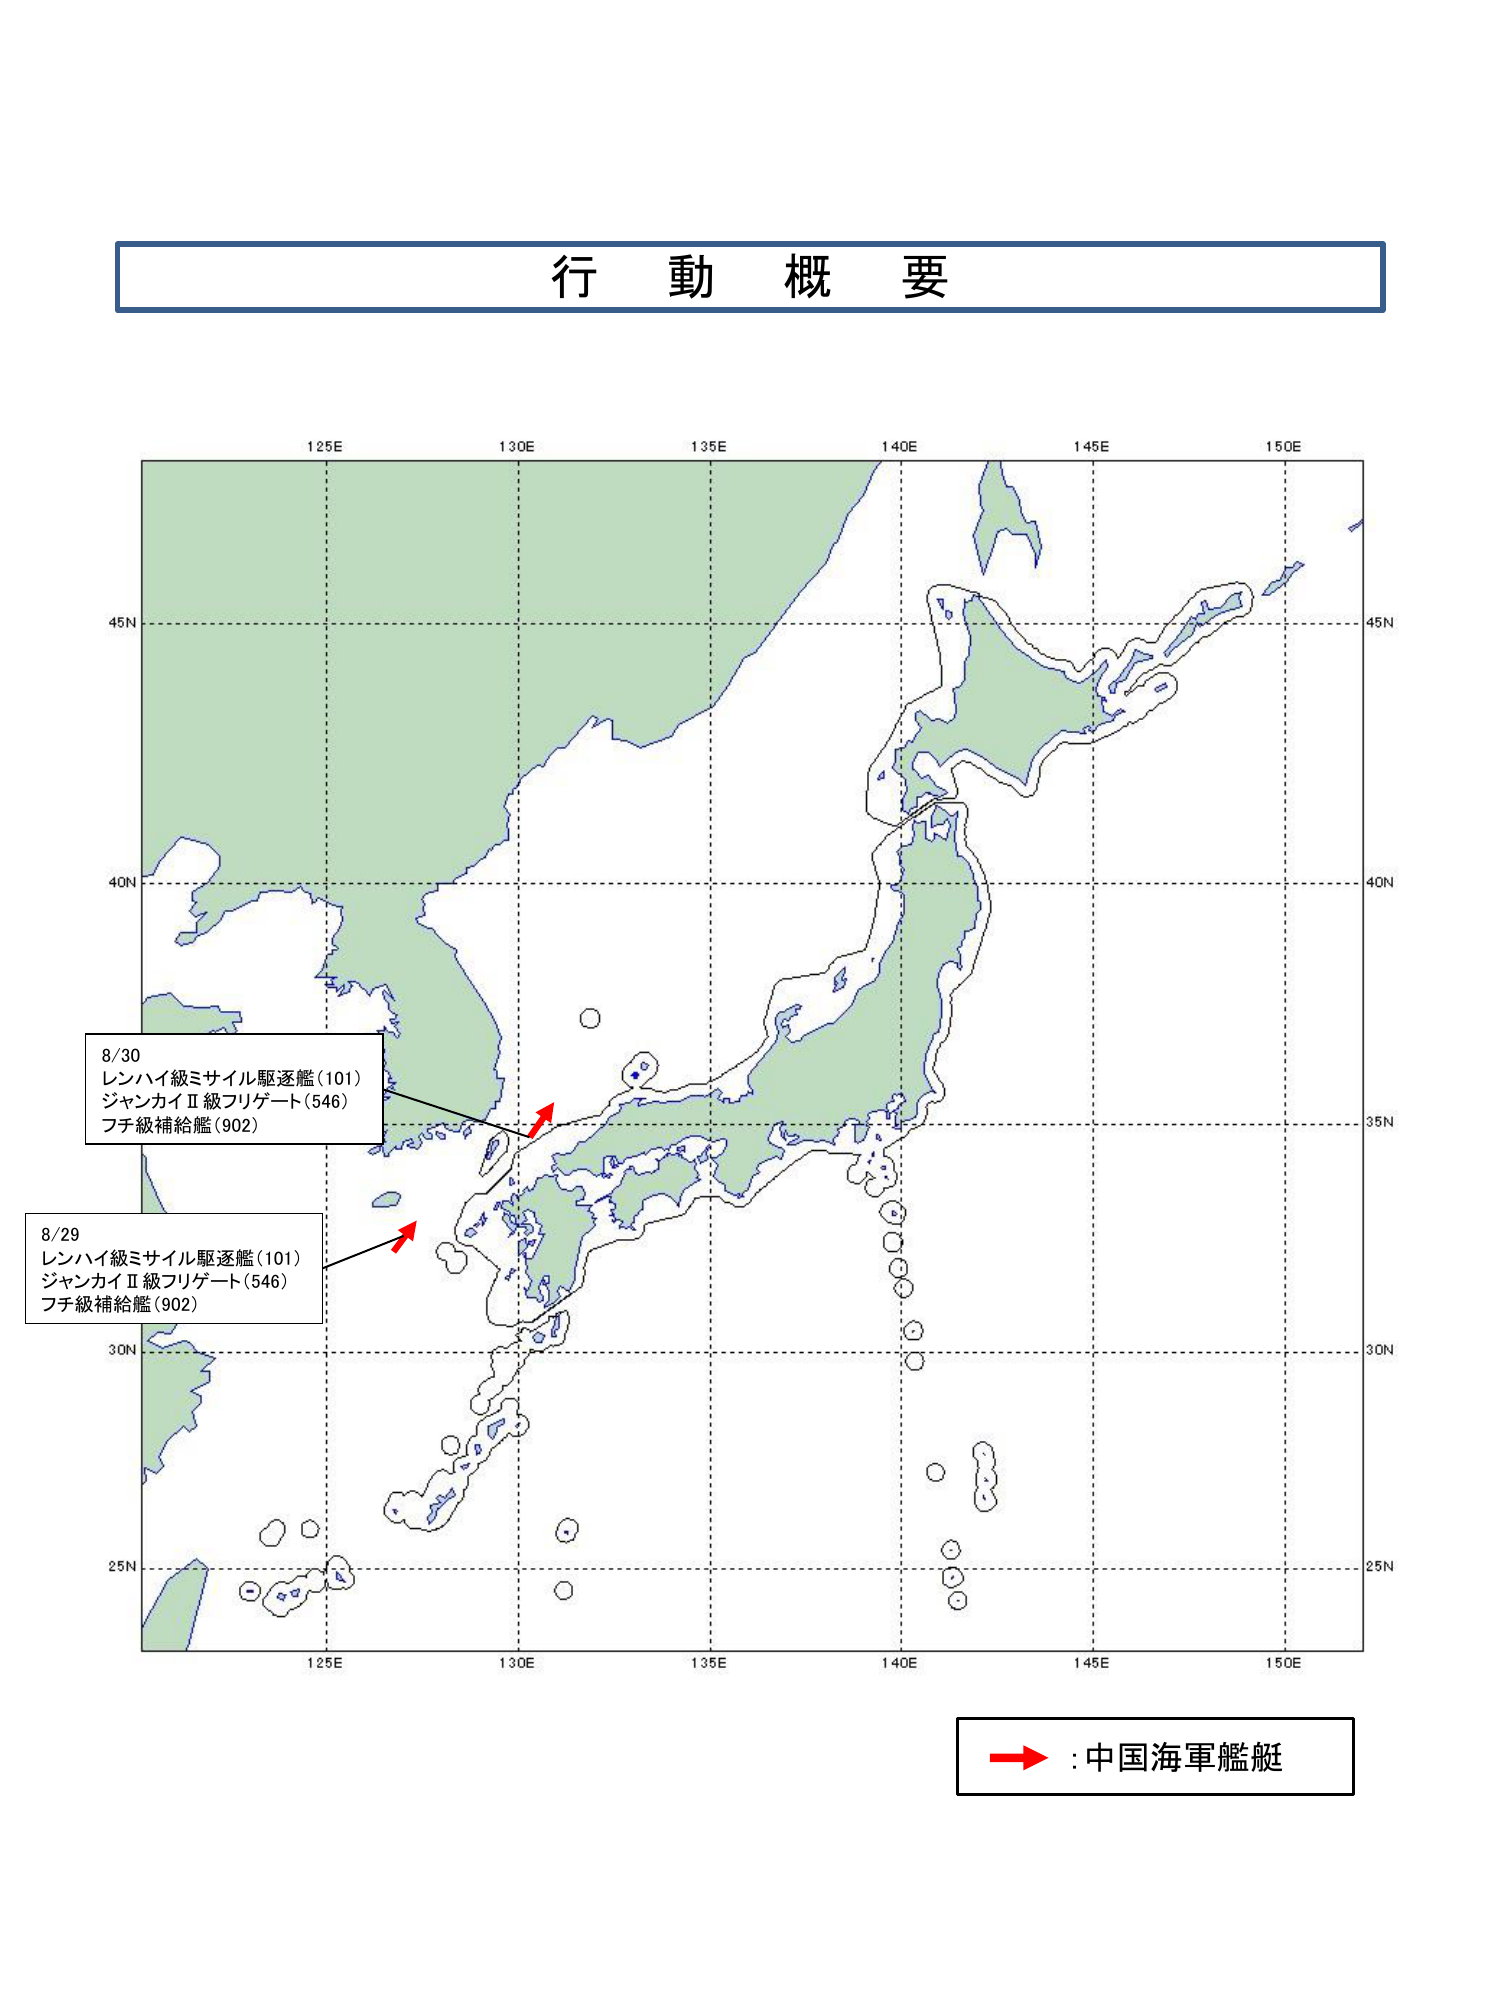 行動概要
125E 130E 135E 140E 145E 150E
45N 45N
40N 40N
8/30
レンハイ級ミサイル駆逐艦(101)
ジャンカイⅡ級フリゲート(546)
フチ級補給艦(902)
35N 35N
8/29
レンハイ級ミサイル駆逐艦(101)
ジャンカイⅡ級フリゲート(546)
フチ級補給艦(902)
30N 30N
25N 25N
125E 130E 135E 140E 145E 150E
:中国海軍艦艇